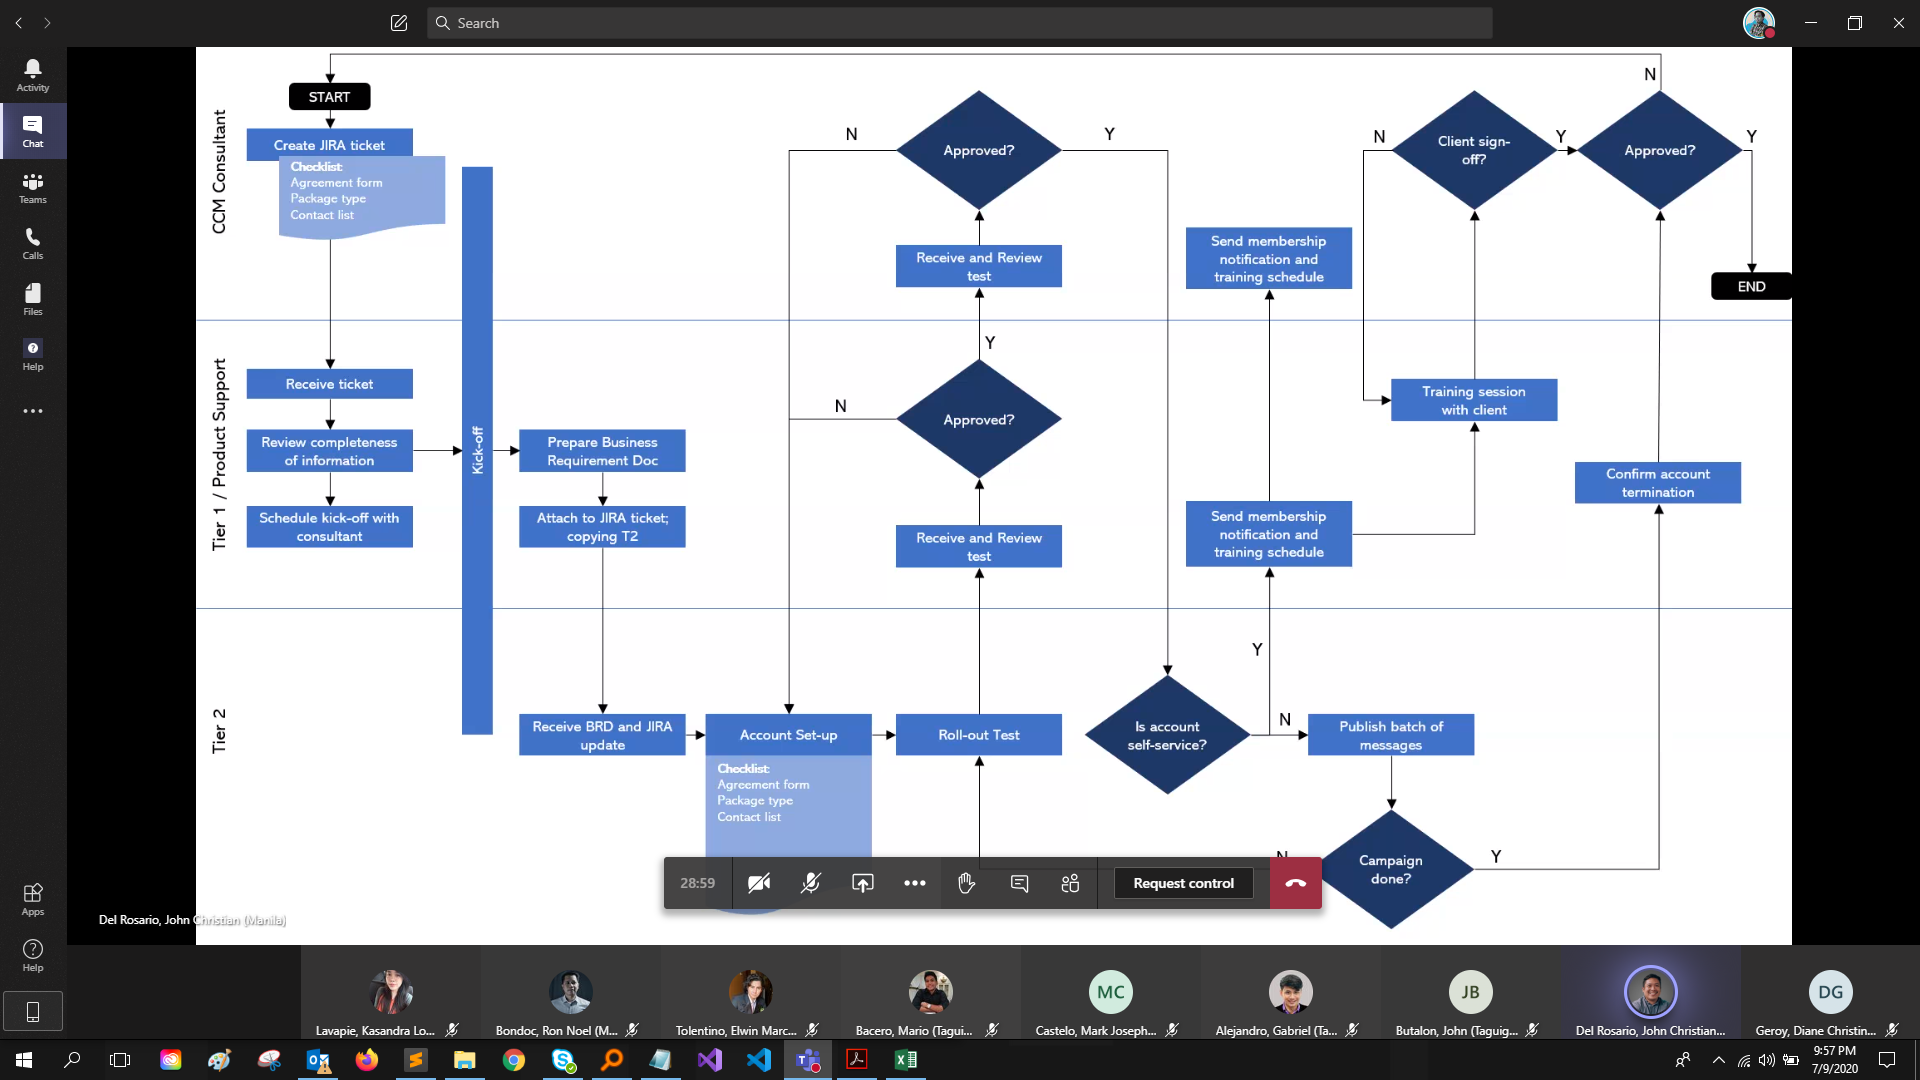 Search
Activity
Chat
Teams
Calls
Files
Help
Apps
Help
CCM Consultant
START
Create JIRA ticket
Checklist:
Agreement form
Package type
Contact list
N
Approved?
Y
Receive and Review
test
Send membership
notification and
training schedule
N
Client sign-
off?
Y
Approved?
N
Y
END
Tier 1 / Product Support
Receive ticket
Review completeness
of information
Schedule kick-off with
consultant
Kick-off
Prepare Business
Requirement Doc
Attach to JIRA ticket;
copying T2
Y
N
Approved?
Receive and Review
test
Send membership
notification and
training schedule
Training session
with client
Confirm account
termination
Tier 2
Receive BRD and JIRA
update
Account Set-up
Checklist:
Agreement form
Package type
Contact list
Roll-out Test
Is account
self-service?
Y
N
Publish batch of
messages
Campaign
done?
N
Y
28:59
Request control
Del Rosario, John Christian (Manila)
Lavapie, Kasandra Lo...
Bondoc, Ron Noel (M...
Tolentino, Elwin Marc...
Bacero, Mario (Tagui...
MC
Castelo, Mark Joseph...
Alejandro, Gabriel (Ta...
JB
Butalon, John (Taguig...
Del Rosario, John Christian...
DG
Geroy, Diane Christin...
9:57 PM
7/9/2020